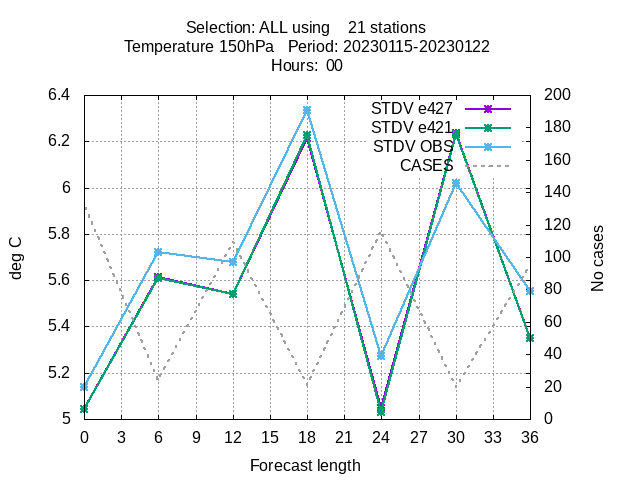 Selection: ALL using    21 stations
Temperature 150hPa   Period: 20230115-20230122
Hours:  00
STDV e427
STDV e421
STDV OBS
CASES
6.4
6.2
6
5.8
5.6
5.4
5.2
5
200
180
160
140
120
100
80
60
40
20
0
deg C
No cases
0 3 6 9 12 15 18 21 24 27 30 33 36
Forecast length